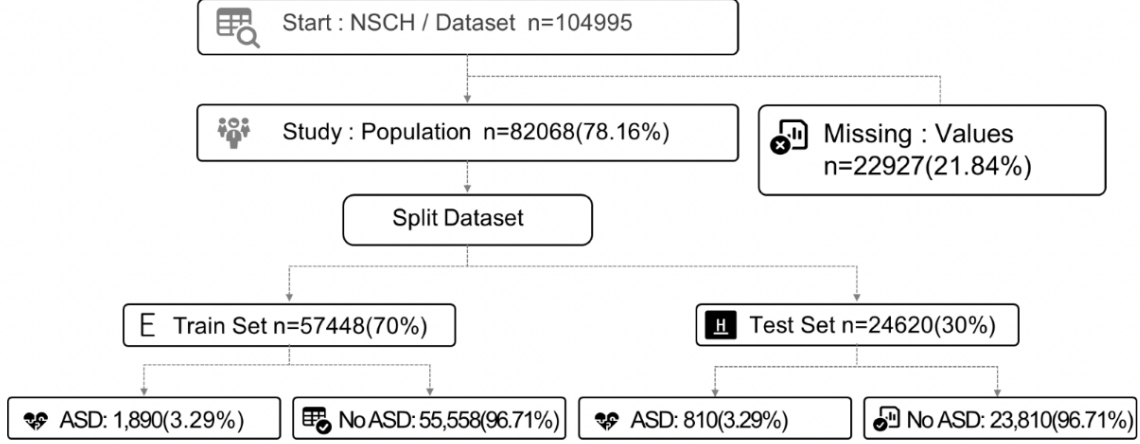 Start : NSCH / Dataset n=104995
Study : Population n=82068(78.16%)
Missing : Values
n=22927(21.84%)
Split Dataset
E Train Set n=57448(70%)
H Test Set n=24620(30%)
ASD: 1,890(3.29%)
No ASD: 55,558(96.71%)
ASD: 810(3.29%)
No ASD: 23,810(96.71%)